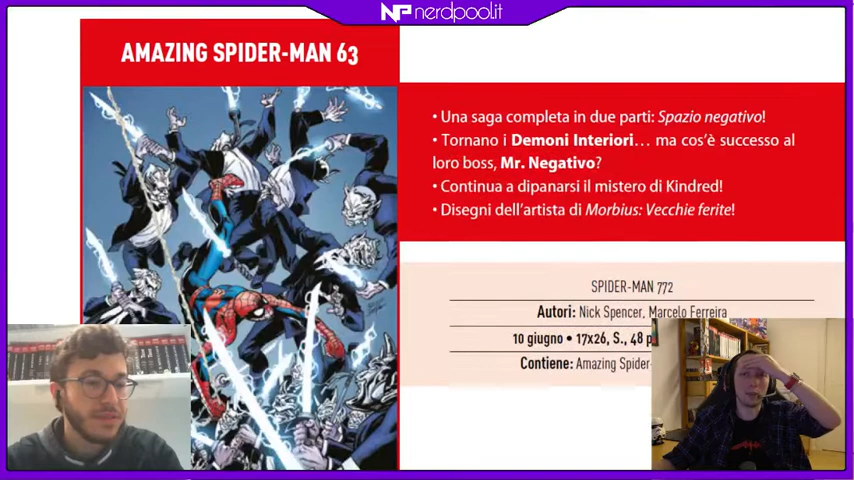 NP nerdpool.it
AMAZING SPIDER-MAN 63
• Una saga completa in due parti: Spazio negativo!
• Tornano i Demoni Interiori... ma cos'è successo al
loro boss, Mr. Negativo?
• Continua a dipanarsi il mistero di Kindred!
• Disegni dell'artista di Morbius: Vecchie ferite!
SPIDER-MAN 772
Autori: Nick Spencer, Marcelo Ferreira
10 giugno • 17x26, S., 48
Contiene: Amazing Spider-